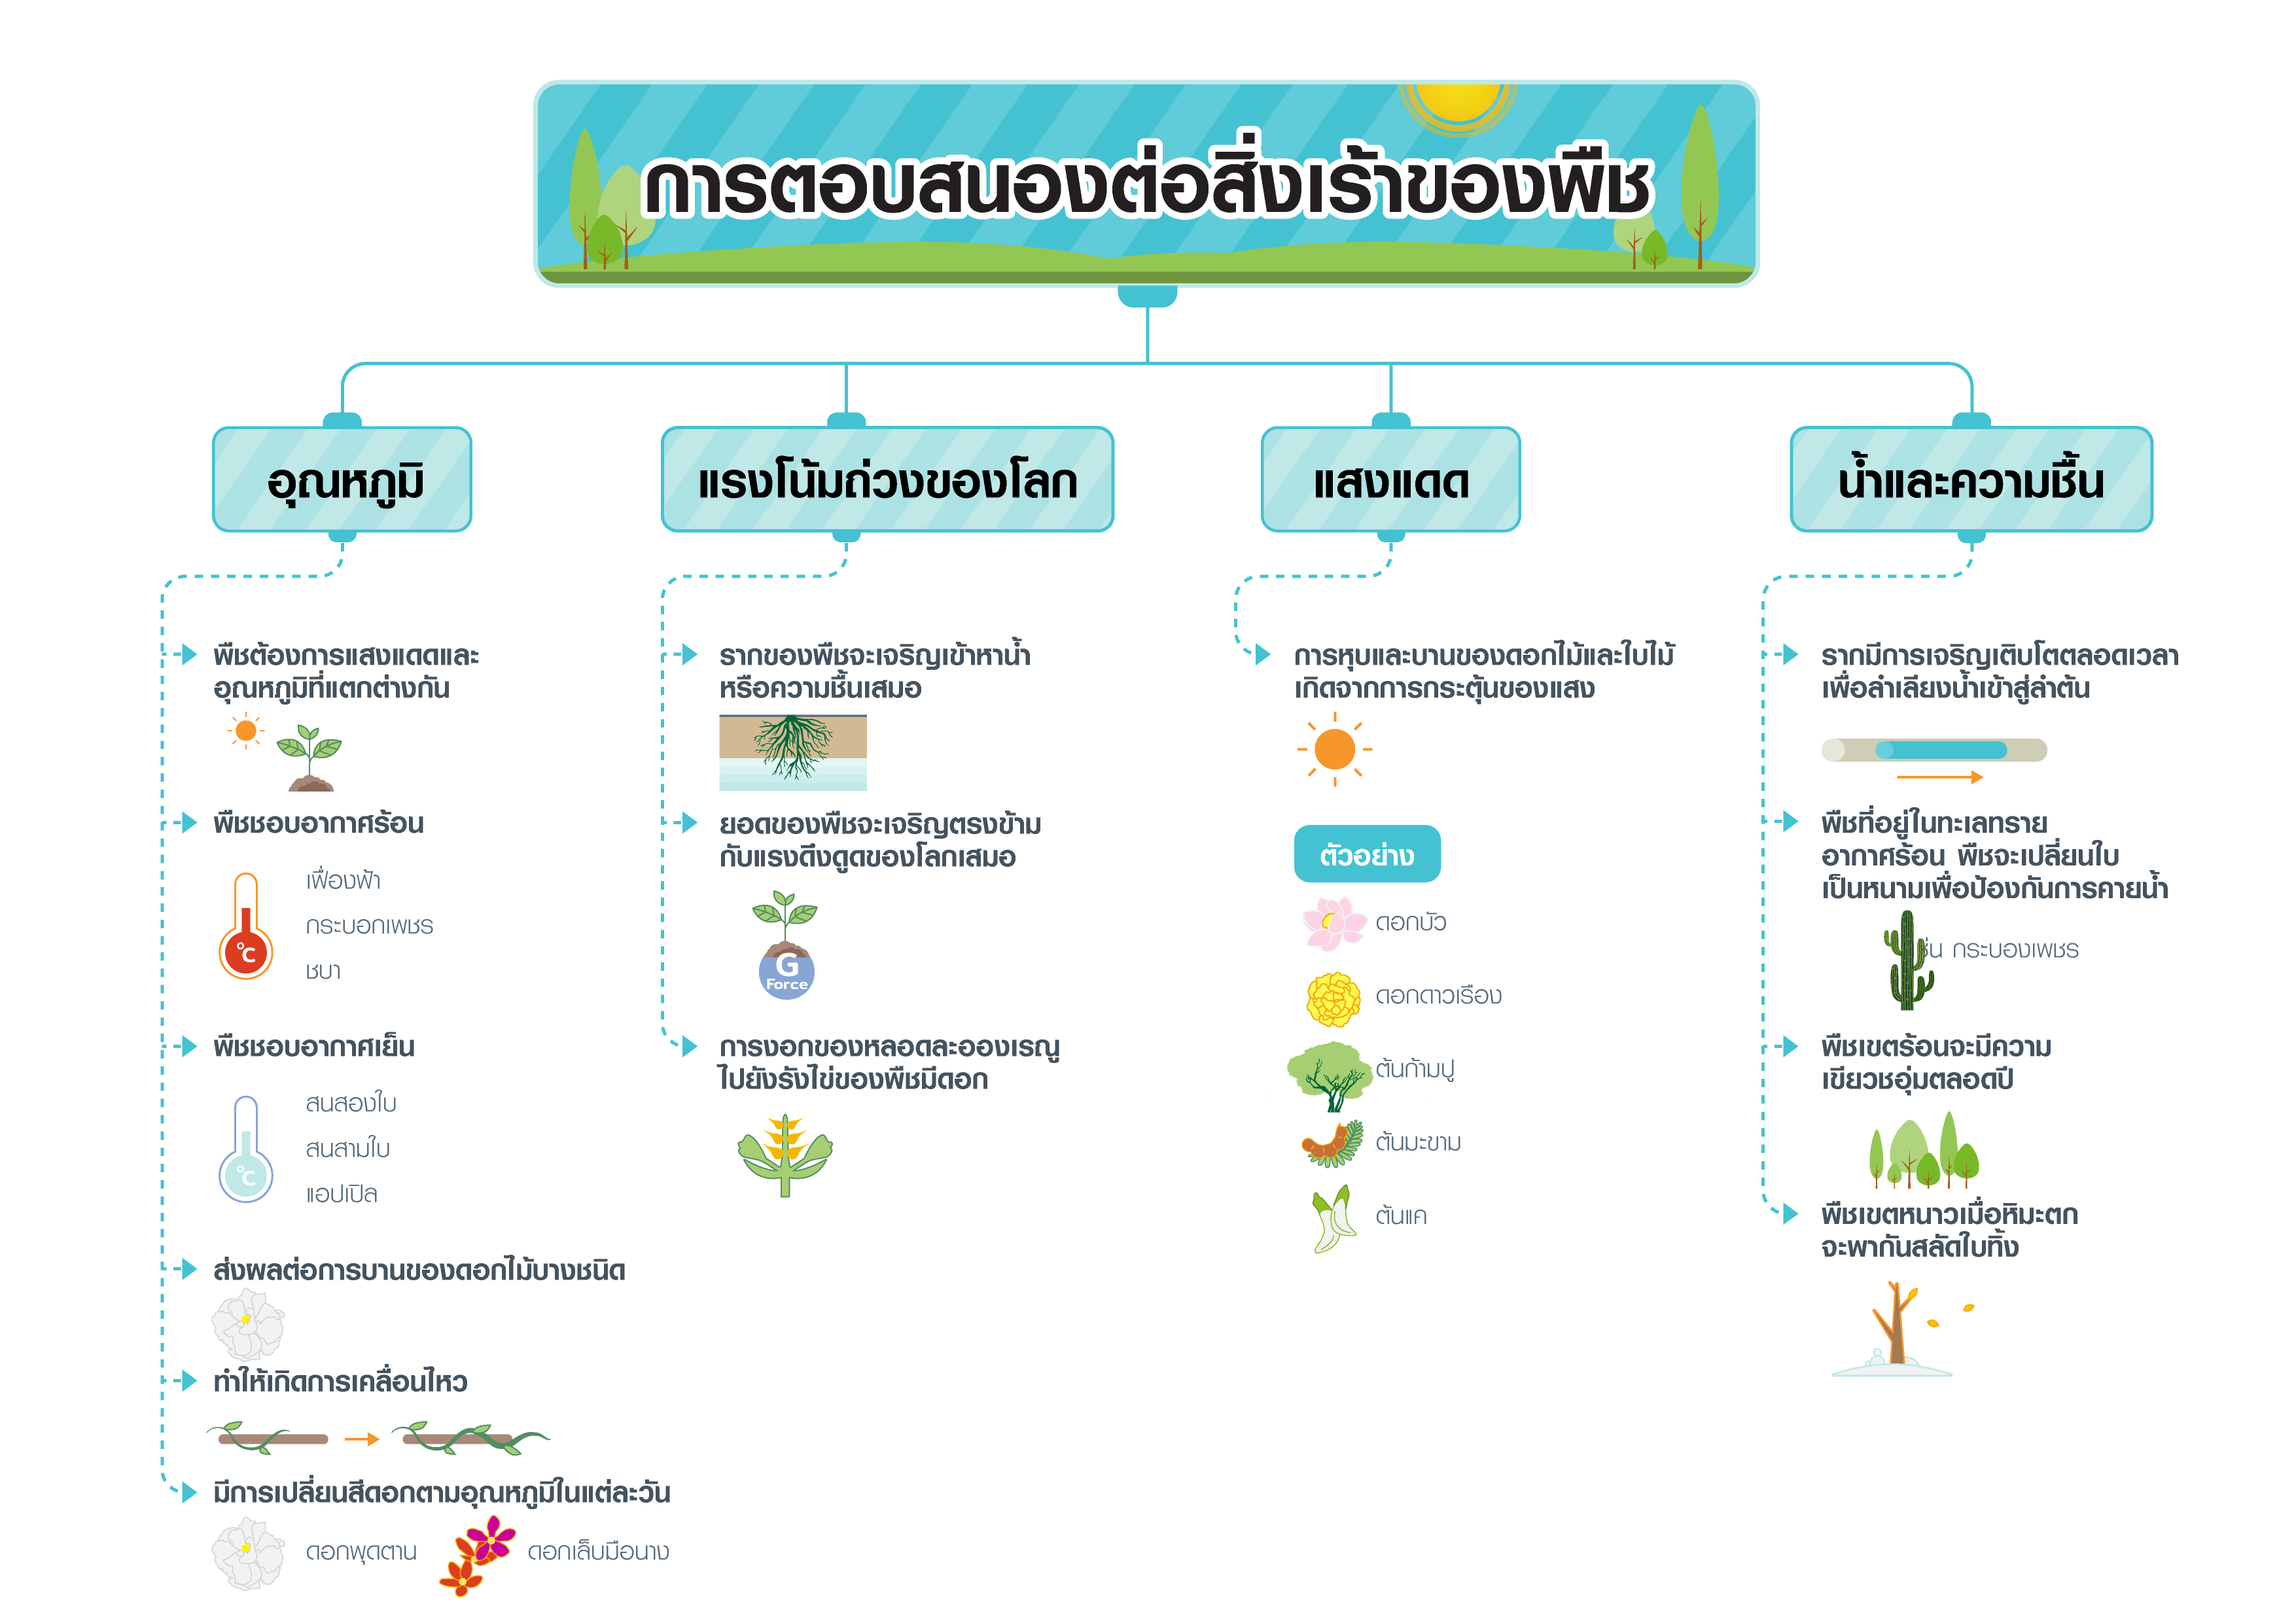 การตอบสนองต่อสิ่งเร้าของพืช
อุณหภูมิ
พืชต้องการแสงแดดและ
อุณหภูมิที่แตกต่างกัน
พืชชอบอากาศร้อน
°C
เฟื่องฟ้า
กระบอกเพชร
ชบา
พืชชอบอากาศเย็น
°C
สนสองใบ
สนสามใบ
แอปเปิล
ส่งผลต่อการบานของดอกไม้บางชนิด
ทำให้เกิดการเคลื่อนไหว
มีการเปลี่ยนสีดอกตามอุณหภูมิในแต่ละวัน
ดอกพุดตาน
ดอกเล็บมือนาง
แรงโน้มถ่วงของโลก
รากของพืชจะเจริญเข้าหาน้ำ
หรือความชื้นเสมอ
ยอดของพืชจะเจริญตรงข้าม
กับแรงดึงดูดของโลกเสมอ
G
Force
การงอกของหลอดละอองเรณู
ไปยังรังไข่ของพืชมีดอก
แสงแดด
การหุบและบานของดอกไม้และใบไม้
เกิดจากการกระตุ้นของแสง
ตัวอย่าง
ดอกบัว
ดอกดาวเรือง
ต้นก้ามปู
ต้นมะขาม
ต้นแค
น้ำและความชื้น
รากมีการเจริญเติบโตตลอดเวลา
เพื่อลำเลียงน้ำเข้าสู่ลำต้น
พืชที่อยู่ในทะเลทราย
อากาศร้อน พืชจะเปลี่ยนใบ
เป็นหนามเพื่อป้องกันการคายน้ำ
กระบองเพชร
พืชเขตร้อนจะมีความ
เขียวชอุ่มตลอดปี
พืชเขตหนาวเมื่อหิมะตก
จะพากันสลัดใบทิ้ง